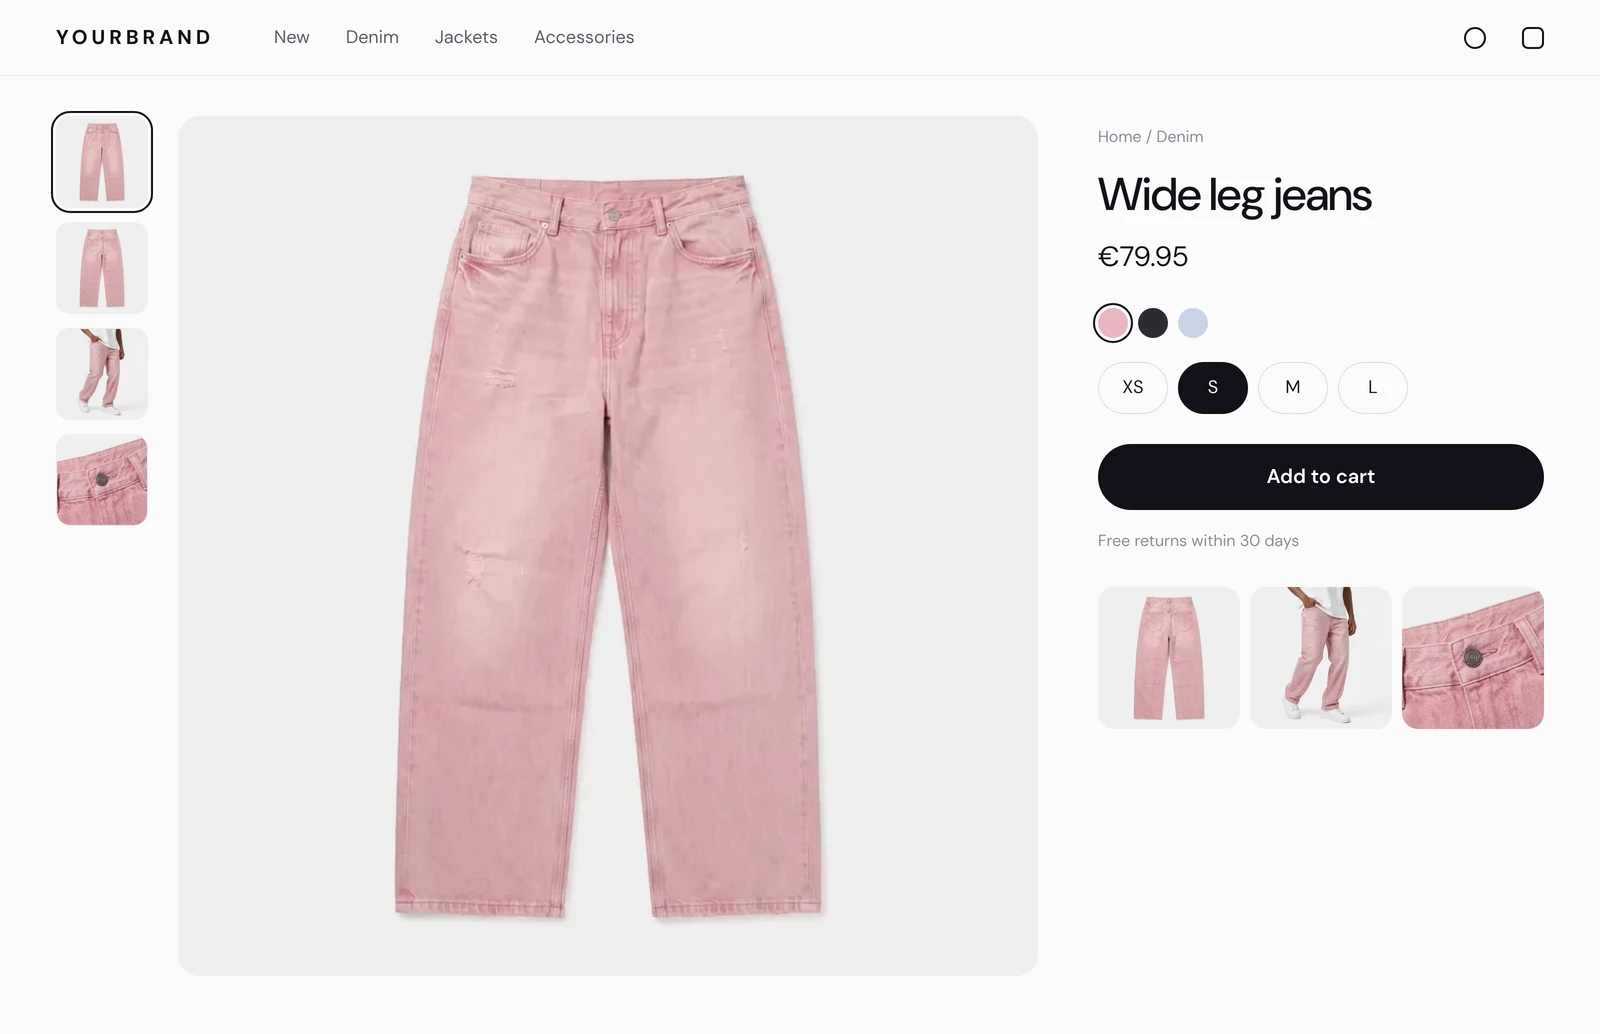 YOURBRAND New Denim Jackets Accessories
Home / Denim
Wide leg jeans
€79.95
XS S M L
Add to cart
Free returns within 30 days